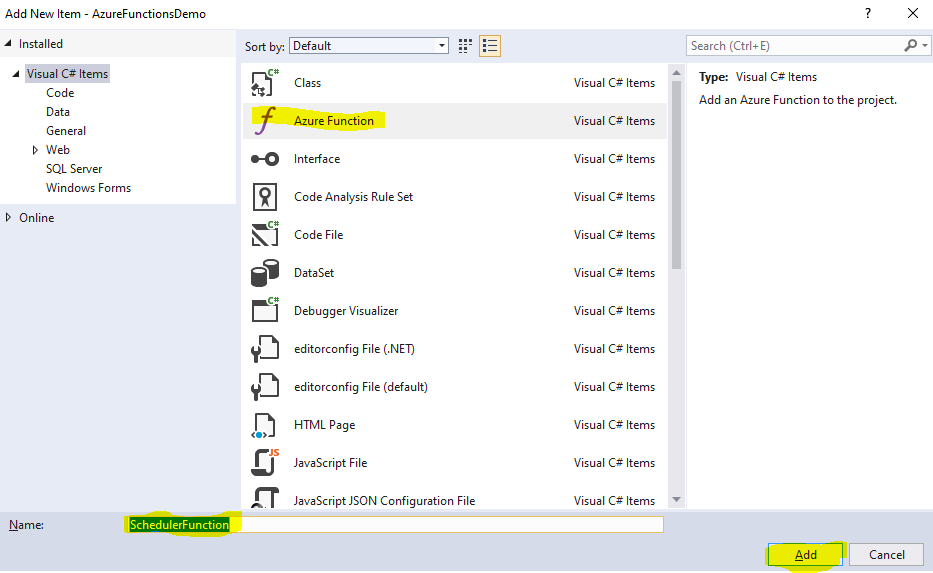 Add New Item - AzureFunctionsDemo
?
Installed
Sort by: Default
Search (Ctrl+E)
Visual C# Items
Code
Data
General
Web
SQL Server
Windows Forms
Online
C# Class Visual C# Items
Azure Function Visual C# Items
Interface Visual C# Items
Code Analysis Rule Set Visual C# Items
C# Code File Visual C# Items
DataSet Visual C# Items
C# Debugger Visualizer Visual C# Items
editorconfig File (.NET) Visual C# Items
editorconfig File (default) Visual C# Items
HTML Page Visual C# Items
JS JavaScript File Visual C# Items
JavaScript JSON Configuration File Visual C# Items
Type: Visual C# Items
Add an Azure Function to the project.
Name: SchedulerFunction
Add Cancel